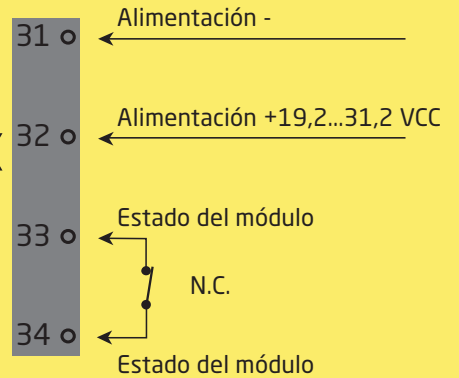 31 Alimentación -
32 Alimentación +19,2...31,2 VCC
33 Estado del módulo
N.C.
34
Estado del módulo